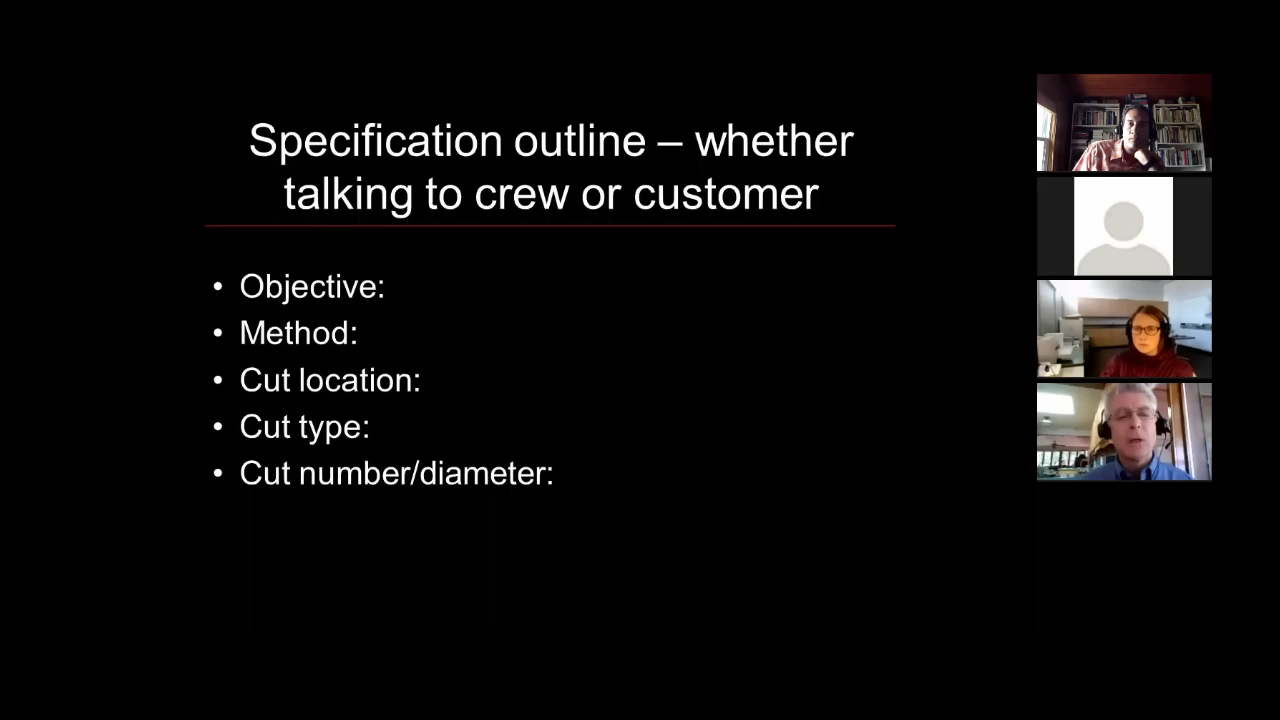 Specification outline – whether
talking to crew or customer
• Objective:
• Method:
• Cut location:
• Cut type:
• Cut number/diameter: